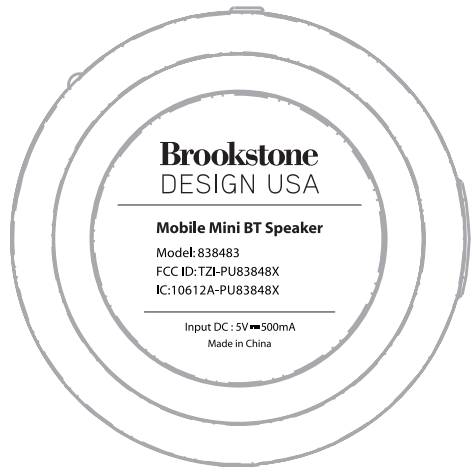 Brookstone
DESIGN USA
Mobile Mini BT Speaker
Model: 838483
FCC ID:TZI-PU83848X
IC:10612A-PU83848X
Input DC : 5V⎓500mA
Made in China